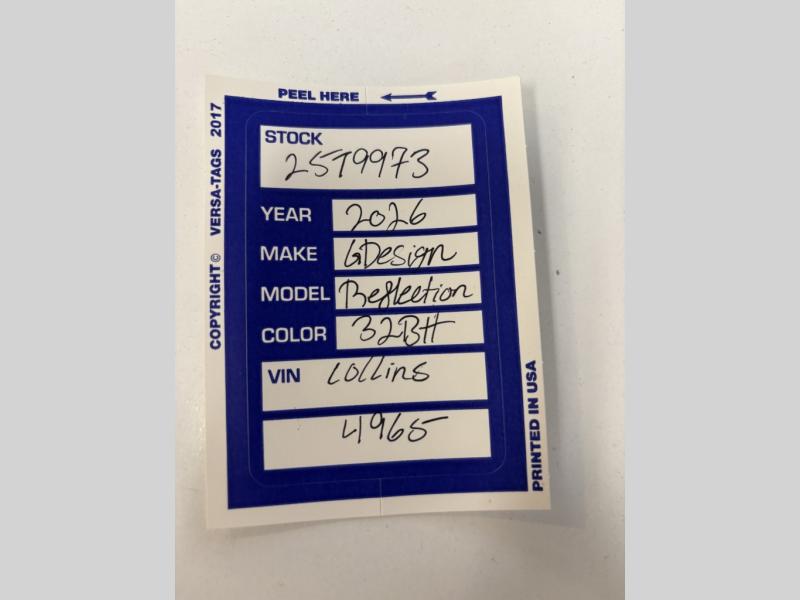 PEEL HERE
COPYRIGHT © VERSA-TAGS 2017
STOCK
25T9973
YEAR 2026
MAKE GDesign
MODEL Reflection
COLOR 32BH
VIN Collins
4965
PRINTED IN USA